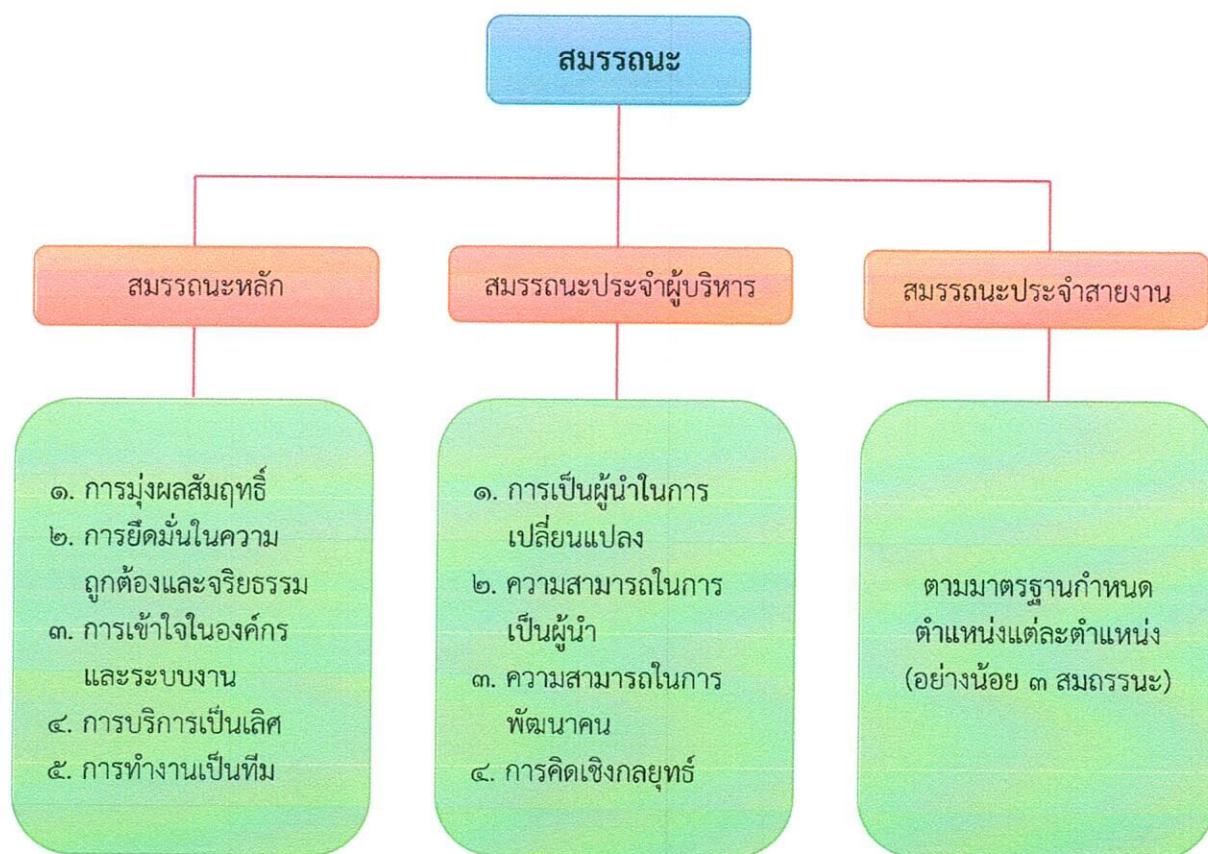 สมรรถนะ
สมรรถนะหลัก
สมรรถนะประจำผู้บริหาร
สมรรถนะประจำสายงาน
๑. การมุ่งผลสัมฤทธิ์
๒. การยึดมั่นในความ
ถูกต้องและจริยธรรม
๓. การเข้าใจในองค์กร
และระบบงาน
๔. การบริการเป็นเลิศ
๕. การทำงานเป็นทีม
๑. การเป็นผู้นำในการ
เปลี่ยนแปลง
๒. ความสามารถในการ
เป็นผู้นำ
๓. ความสามารถในการ
พัฒนาคน
๔. การคิดเชิงกลยุทธ์
ตามมาตรฐานกำหนด
ตำแหน่งแต่ละตำแหน่ง
(อย่างน้อย ๓ สมถรรนะ)